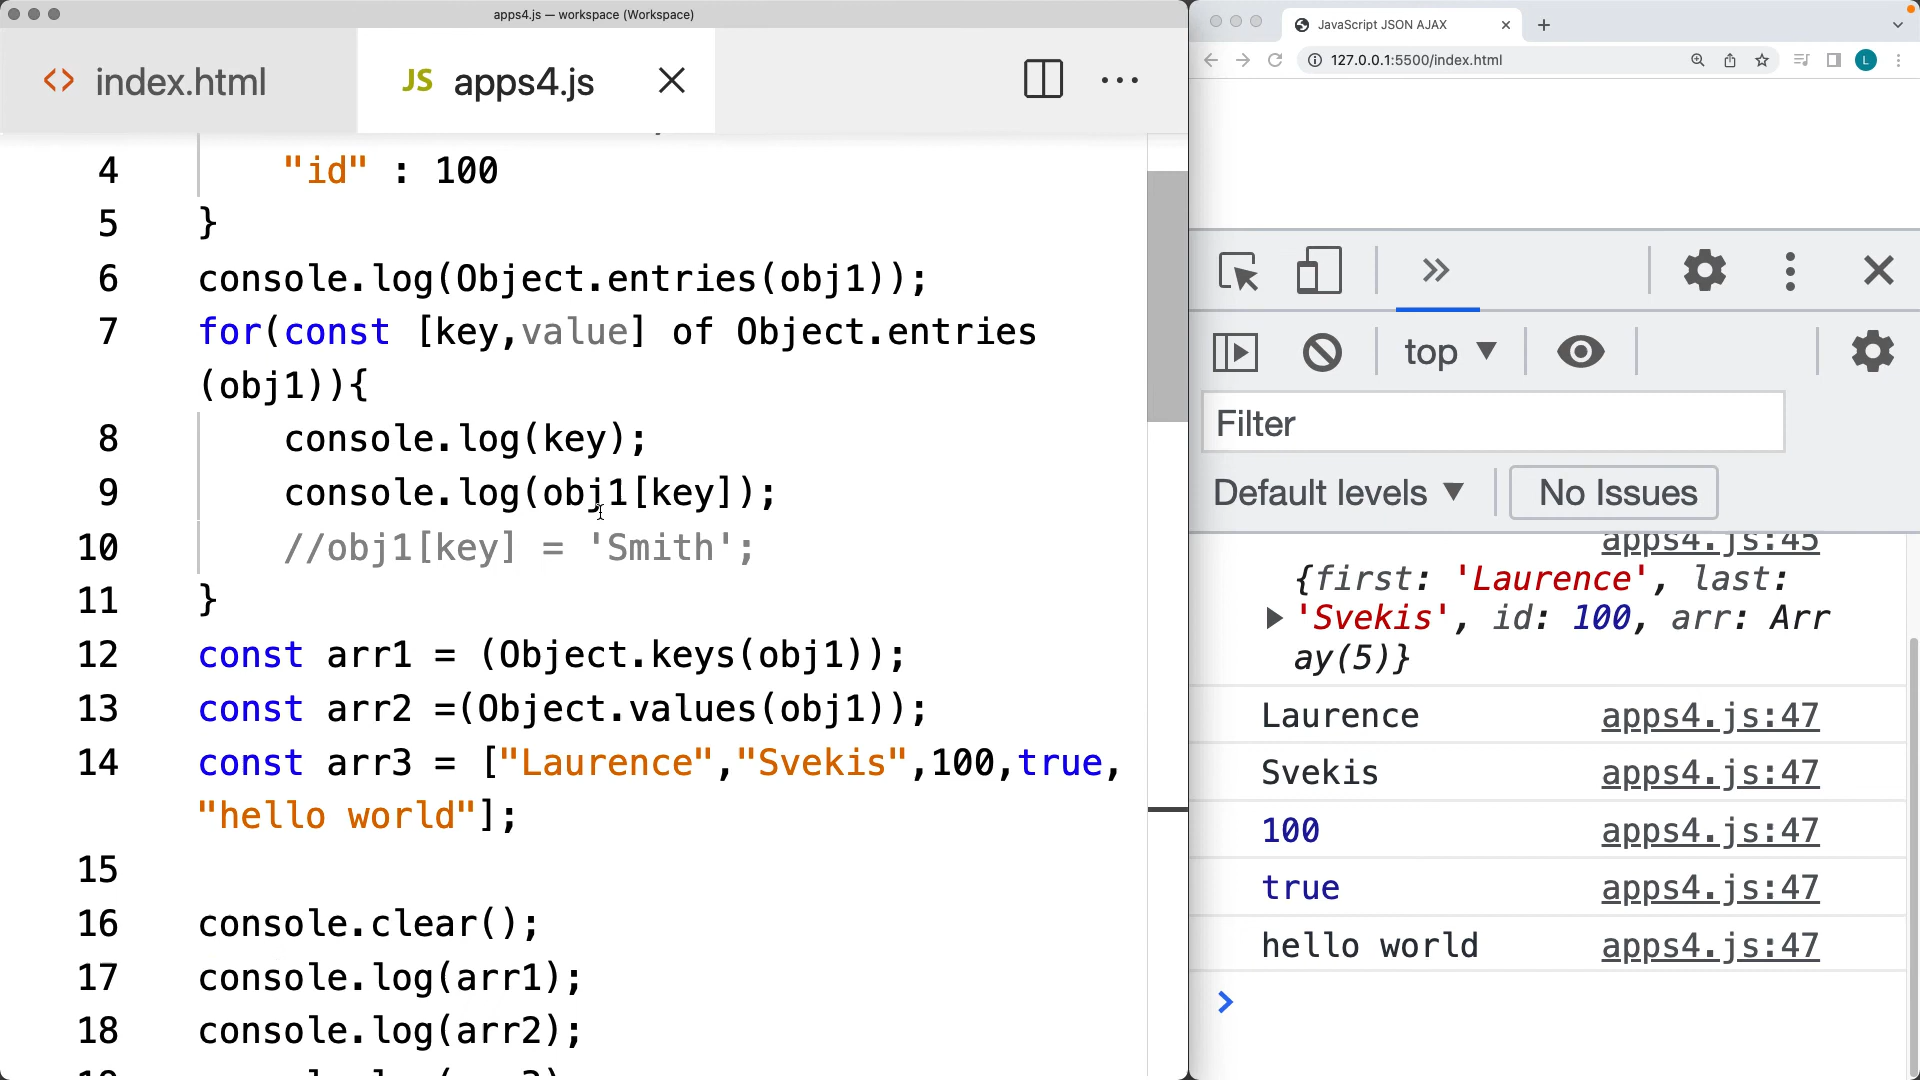 apps4.js — workspace (Workspace)
index.html
JS apps4.js
4 "id" : 100
5 }
6 console.log(Object.entries(obj1));
7 for(const [key,value] of Object.entries
(obj1)){
8 console.log(key);
9 console.log(obj1[key]);
10 //obj1[key] = 'Smith';
11 }
12 const arr1 = (Object.keys(obj1));
13 const arr2 =(Object.values(obj1));
14 const arr3 = ["Laurence","Svekis",100,true,
"hello world"];
15
16 console.clear();
17 console.log(arr1);
18 console.log(arr2);
JavaScript JSON AJAX
127.0.0.1:5500/index.html
L
top
Filter
Default levels
No Issues
apps4.js:45
{first: 'Laurence', last:
'Svekis', id: 100, arr: Arr
ay(5)}
Laurence apps4.js:47
Svekis apps4.js:47
100 apps4.js:47
true apps4.js:47
hello world apps4.js:47